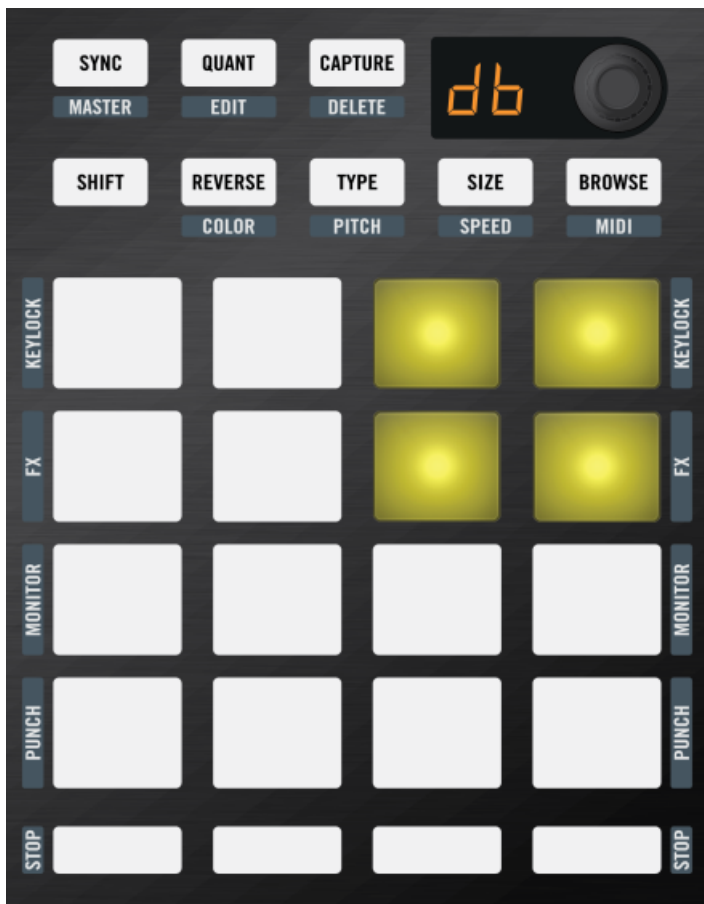 SYNC QUANT CAPTURE
db
MASTER EDIT DELETE
SHIFT REVERSE TYPE SIZE BROWSE
COLOR PITCH SPEED MIDI
KEYLOCK KEYLOCK
FX FX
MONITOR MONITOR
PUNCH PUNCH
STOP STOP